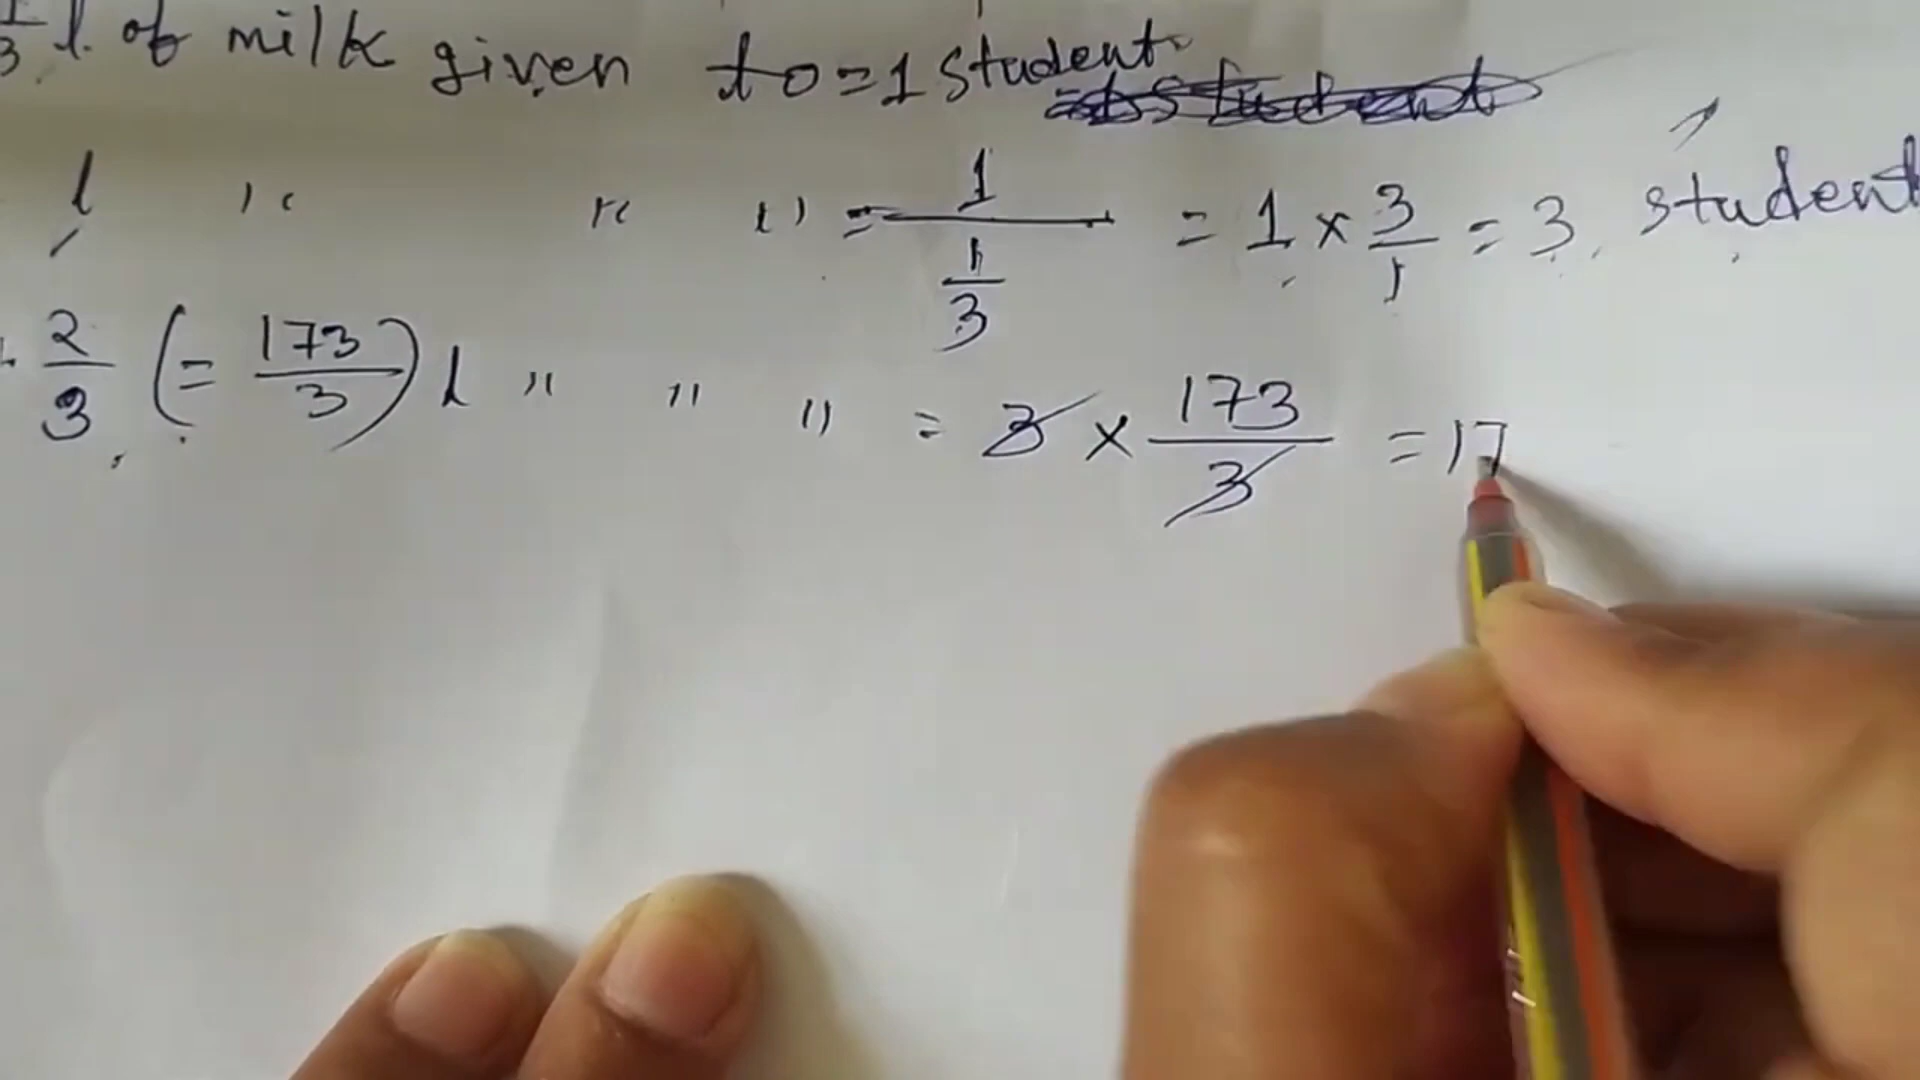 1/3 l. of milk given to = 1 student
l " " " = 1/(1/3) = 1 × 3/1 = 3 student
2/3 (= 173/3) l " " " = 3 × 173/3 = 17